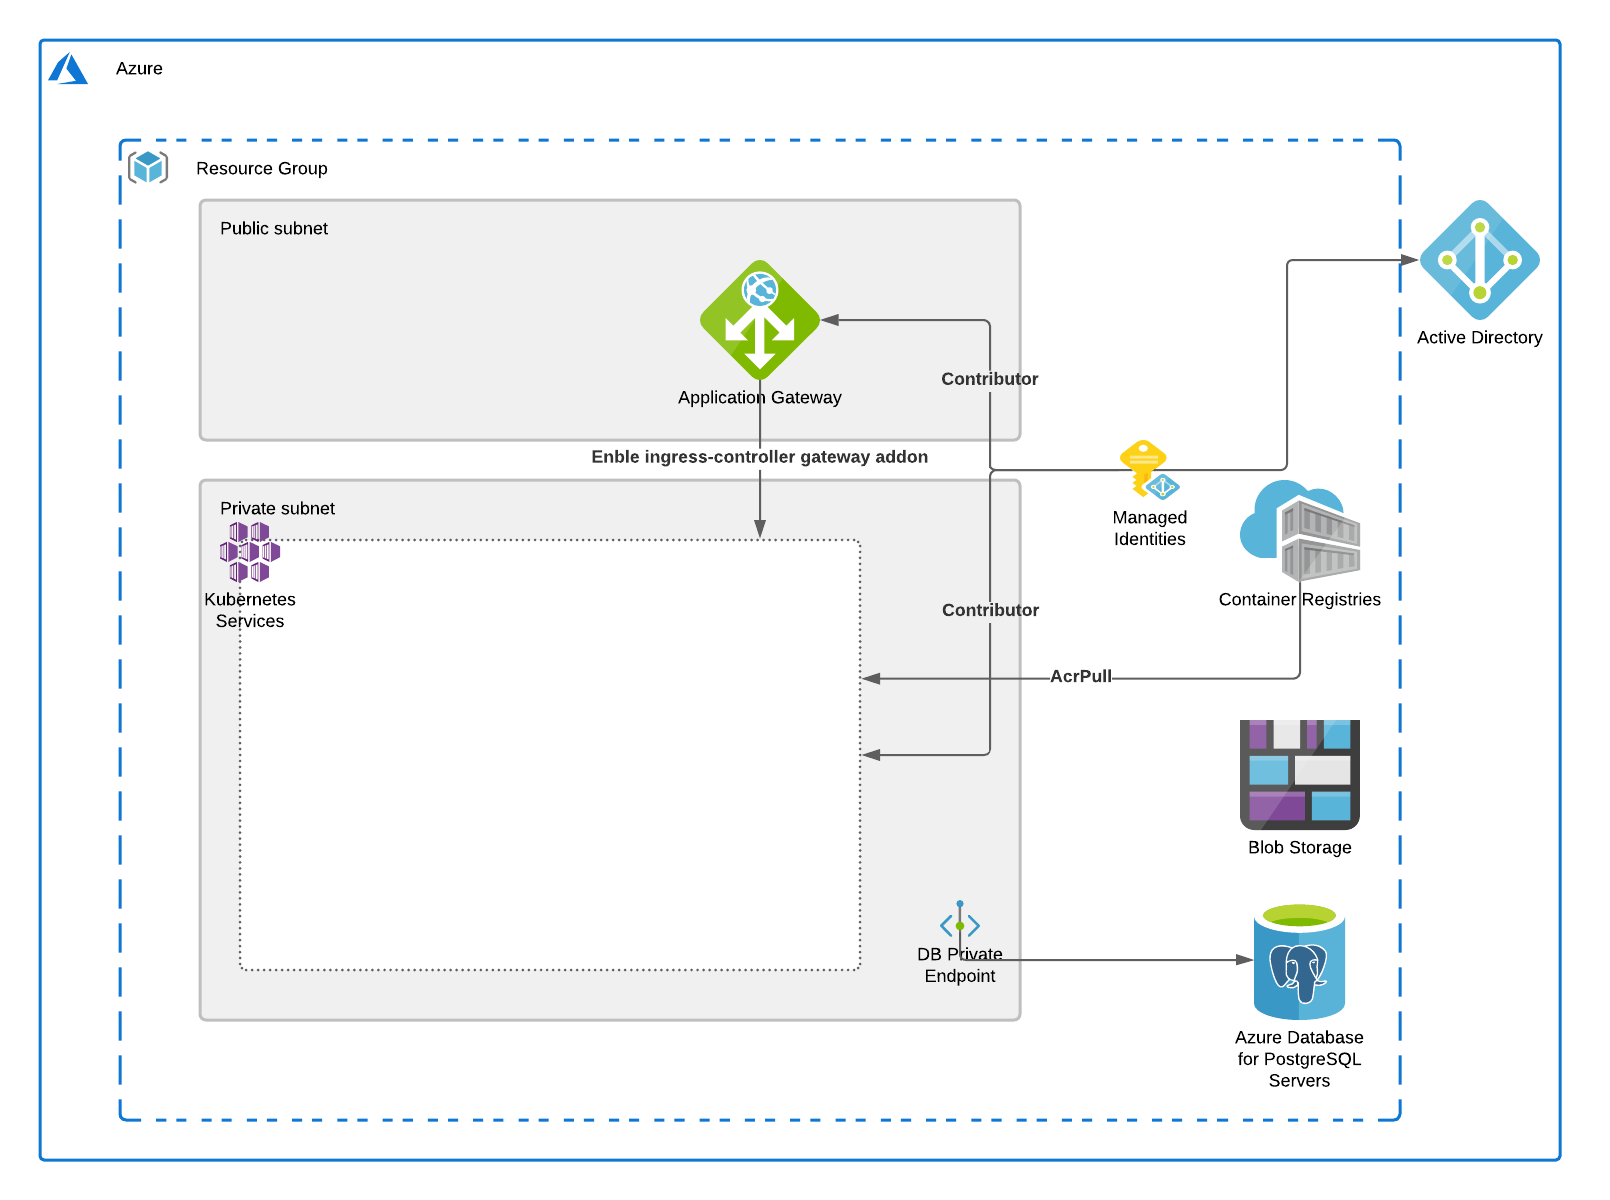 Azure
Resource Group
Public subnet
Application Gateway
Contributor
Active Directory
Enble ingress-controller gateway addon
Private subnet
Kubernetes
Services
Managed
Identities
Container Registries
Contributor
AcrPull
Blob Storage
DB Private
Endpoint
Azure Database
for PostgreSQL
Servers